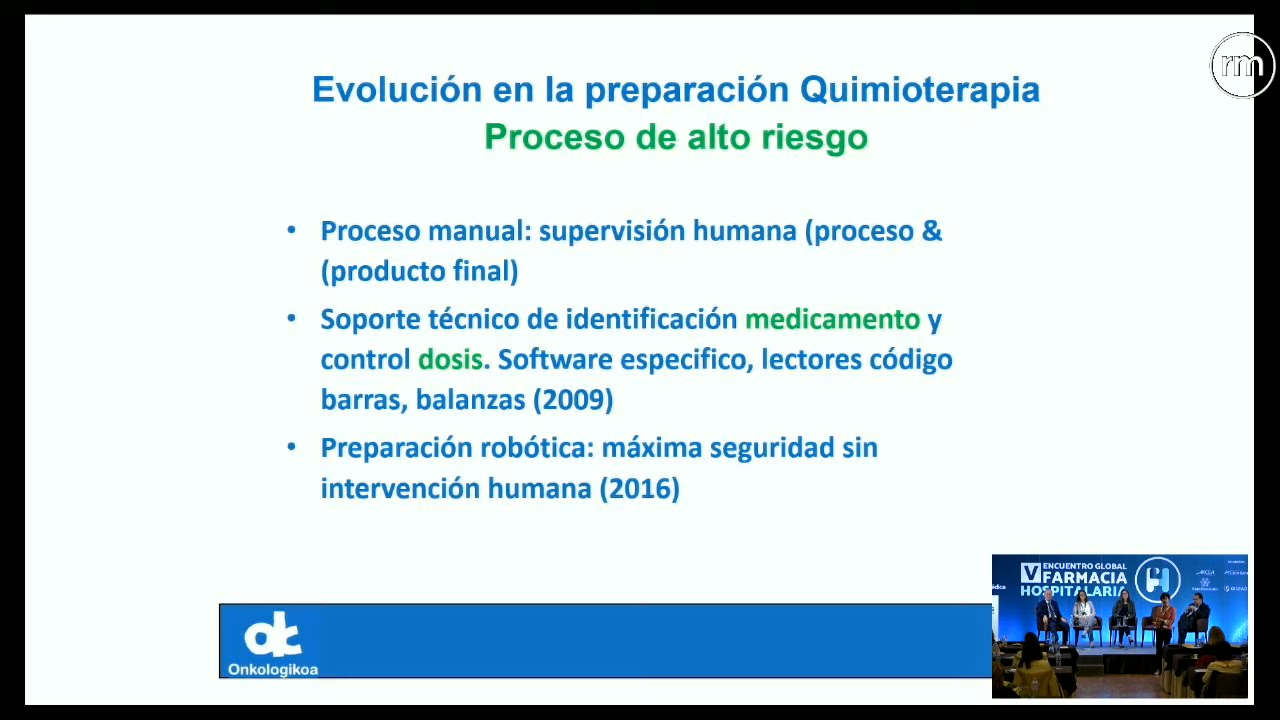 rm
Evolución en la preparación Quimioterapia
Proceso de alto riesgo
• Proceso manual: supervisión humana (proceso &
(producto final)
• Soporte técnico de identificación medicamento y
control dosis. Software especifico, lectores código
barras, balanzas (2009)
• Preparación robótica: máxima seguridad sin
intervención humana (2016)
ok
Onkologikoa
V ENCUENTRO GLOBAL
FARMACIA
HOSPITALARIA